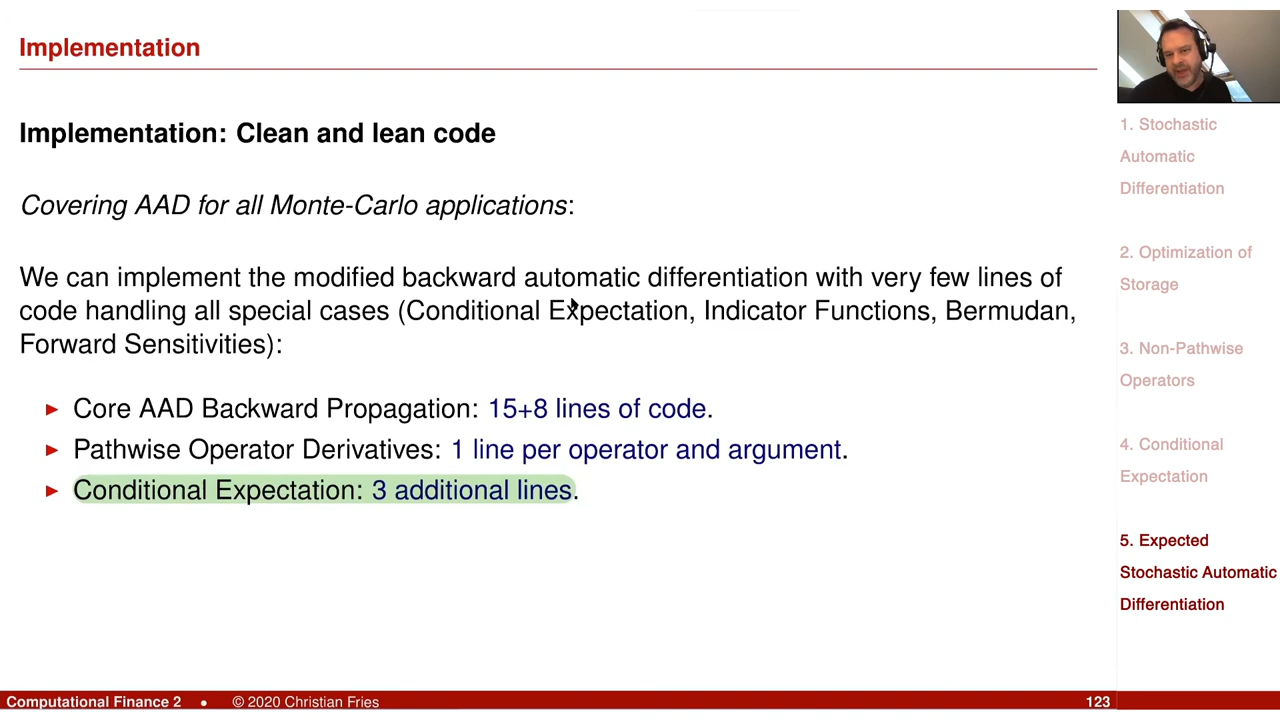 Implementation
Implementation: Clean and lean code
Covering AAD for all Monte-Carlo applications:
We can implement the modified backward automatic differentiation with very few lines of
code handling all special cases (Conditional Expectation, Indicator Functions, Bermudan,
Forward Sensitivities):
► Core AAD Backward Propagation: 15+8 lines of code.
► Pathwise Operator Derivatives: 1 line per operator and argument.
► Conditional Expectation: 3 additional lines.
1. Stochastic
Automatic
Differentiation
2. Optimization of
Storage
3. Non-Pathwise
Operators
4. Conditional
Expectation
5. Expected
Stochastic Automatic
Differentiation
Computational Finance 2 • © 2020 Christian Fries 123